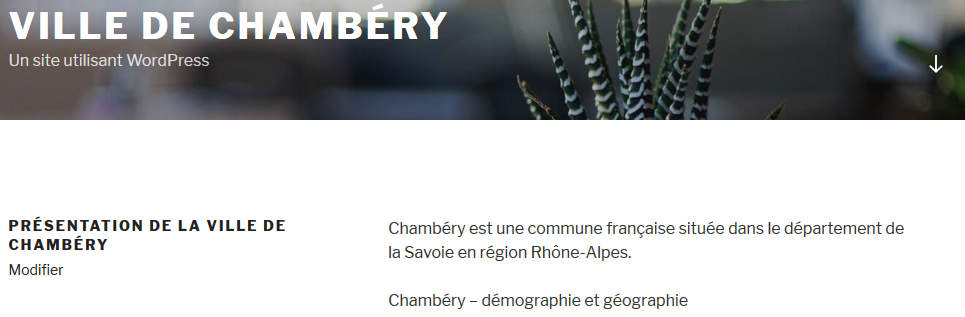 VILLE DE CHAMBÉRY
Un site utilisant WordPress
PRÉSENTATION DE LA VILLE DE
CHAMBÉRY
Modifier
Chambéry est une commune française située dans le département de
la Savoie en région Rhône-Alpes.
Chambéry – démographie et géographie